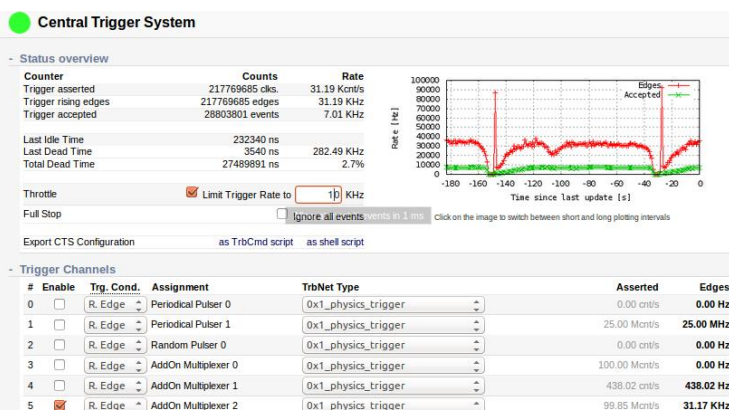 Central Trigger System
- Status overview
Counter Counts Rate
Trigger asserted 217769685 clks. 31.19 Kcnt/s
Trigger rising edges 217769685 edges 31.19 KHz
Trigger accepted 28803801 events 7.01 KHz
Last Idle Time 232340 ns
Last Dead Time 3540 ns 282.49 KHz
Total Dead Time 27489891 ns 2.7%
Throttle Limit Trigger Rate to 10 KHz
Full Stop Ignore all events events in 1 ms
Export CTS Configuration as TrbCmd script as shell script
Rate [Hz]
100000
90000
80000
70000
60000
50000
40000
30000
20000
10000
0
Edges
Accepted
-180 -160 -140 -120 -100 -80 -60 -40 -20 0
Time since last update [s]
Click on the image to switch between short and long plotting intervals
- Trigger Channels
# Enable Trg. Cond. Assignment TrbNet Type Asserted Edges
0 R. Edge Periodical Pulser 0 0x1_physics_trigger 0.00 cnt/s 0.00 Hz
1 R. Edge Periodical Pulser 1 0x1_physics_trigger 25.00 Mcnt/s 25.00 MHz
2 R. Edge Random Pulser 0 0x1_physics_trigger 0.00 cnt/s 0.00 Hz
3 R. Edge AddOn Multiplexer 0 0x1_physics_trigger 100.00 Mcnt/s 0.00 Hz
4 R. Edge AddOn Multiplexer 1 0x1_physics_trigger 438.02 cnt/s 438.02 Hz
5 R. Edge AddOn Multiplexer 2 0x1_physics_trigger 99.85 Mcnt/s 31.17 KHz